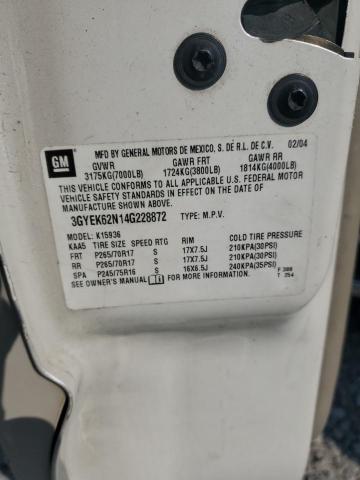 GM
MFD BY GENERAL MOTORS DE MEXICO, S. DE R.L. DE C.V. 02/04
GVWR GAWR FRT GAWR RR
3175KG(7000LB) 1724KG(3800LB) 1814KG(4000LB)
THIS VEHICLE CONFORMS TO ALL APPLICABLE U.S. FEDERAL MOTOR
VEHICLE SAFETY STANDARDS IN EFFECT ON THE DATE OF
MANUFACTURE SHOWN ABOVE.
3GYEK62N14G228872 TYPE: M.P.V.
MODEL: K15936
KAA5 TIRE SIZE SPEED RTG RIM COLD TIRE PRESSURE
FRT P265/70R17 S 17X7.5J 210KPA(30PSI)
RR P265/70R17 S 17X7.5J 210KPA(30PSI)
SPA P245/75R16 S 16X6.5J 240KPA(35PSI)
SEE OWNER'S MANUAL FOR MORE INFORMATION. T 254